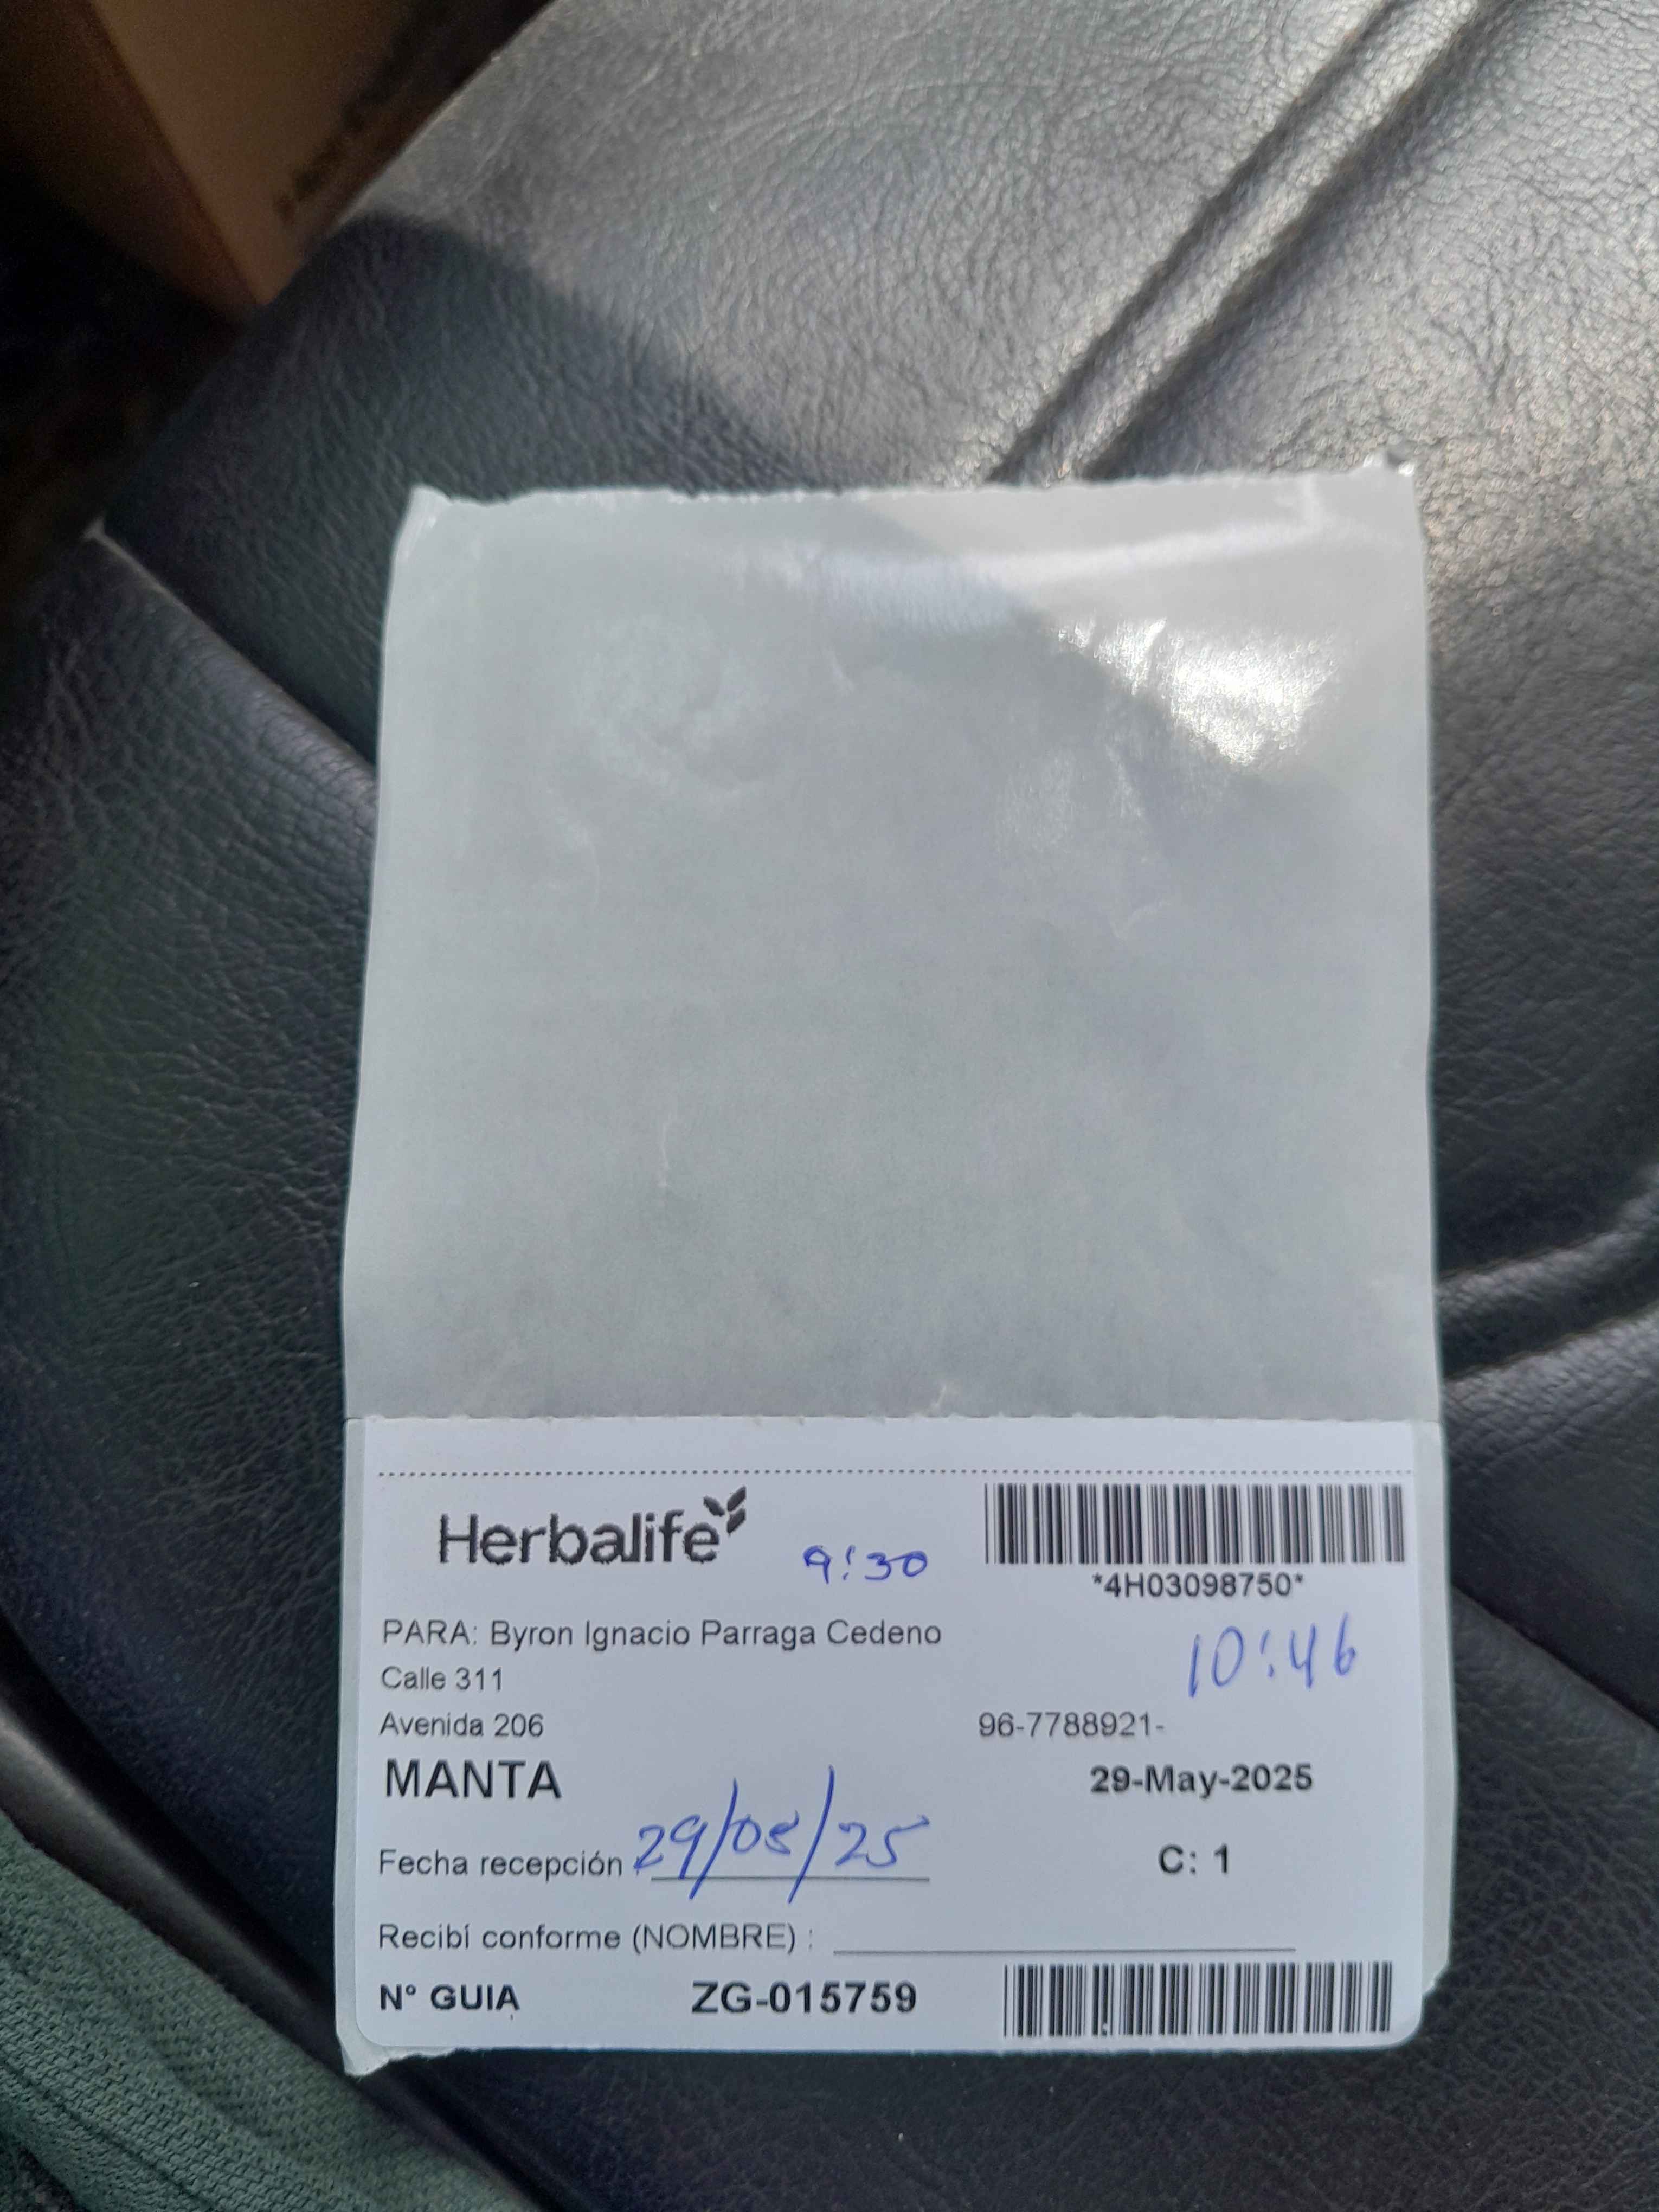 Herbalife
9:30
*4H03098750*
PARA: Byron Ignacio Parraga Cedeno
10:46
Calle 311
Avenida 206
96-7788921-
MANTA
29-May-2025
Fecha recepción : 29/05/25
C: 1
Recibí conforme (NOMBRE) :
N° GUIA ZG-015759